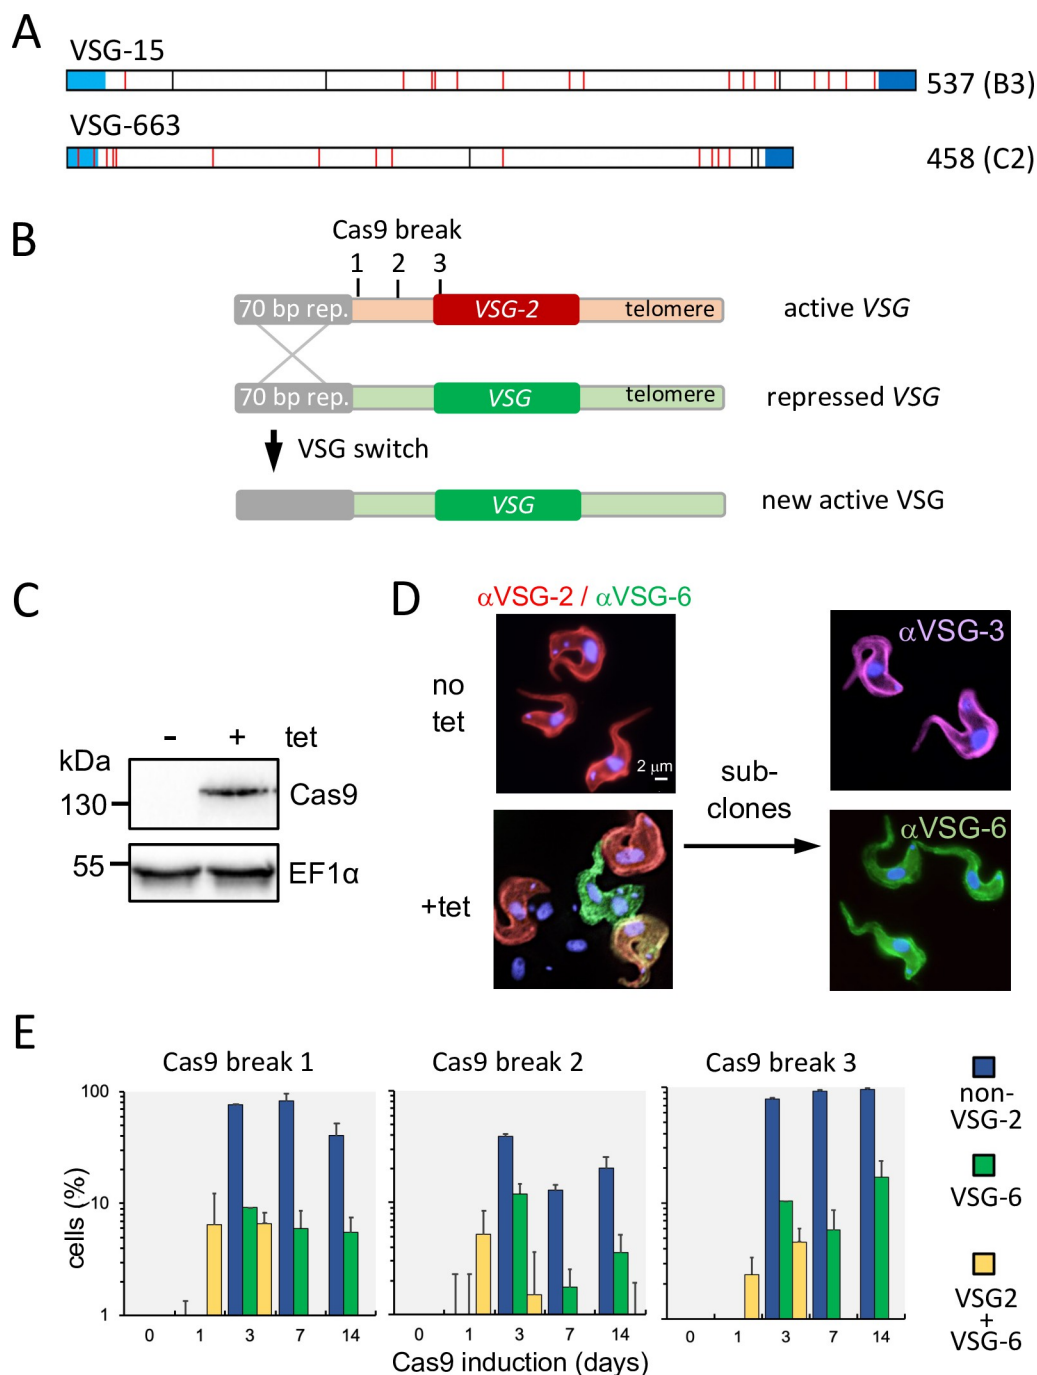 A
VSG-15
537 (B3)
VSG-663
458 (C2)
B
Cas9 break
1 2 3
70 bp rep. VSG-2 telomere active VSG
70 bp rep. VSG telomere repressed VSG
VSG switch
VSG new active VSG
C
- + tet
kDa
130 Cas9
55 EF1α
D
αVSG-2 / αVSG-6
no
tet
2 μm
+tet
sub-
clones
αVSG-3
αVSG-6
E
Cas9 break 1 Cas9 break 2 Cas9 break 3
cells (%)
100
10
1
0 1 3 7 14 0 1 3 7 14 0 1 3 7 14
Cas9 induction (days)
non-
VSG-2
VSG-6
VSG2
+
VSG-6